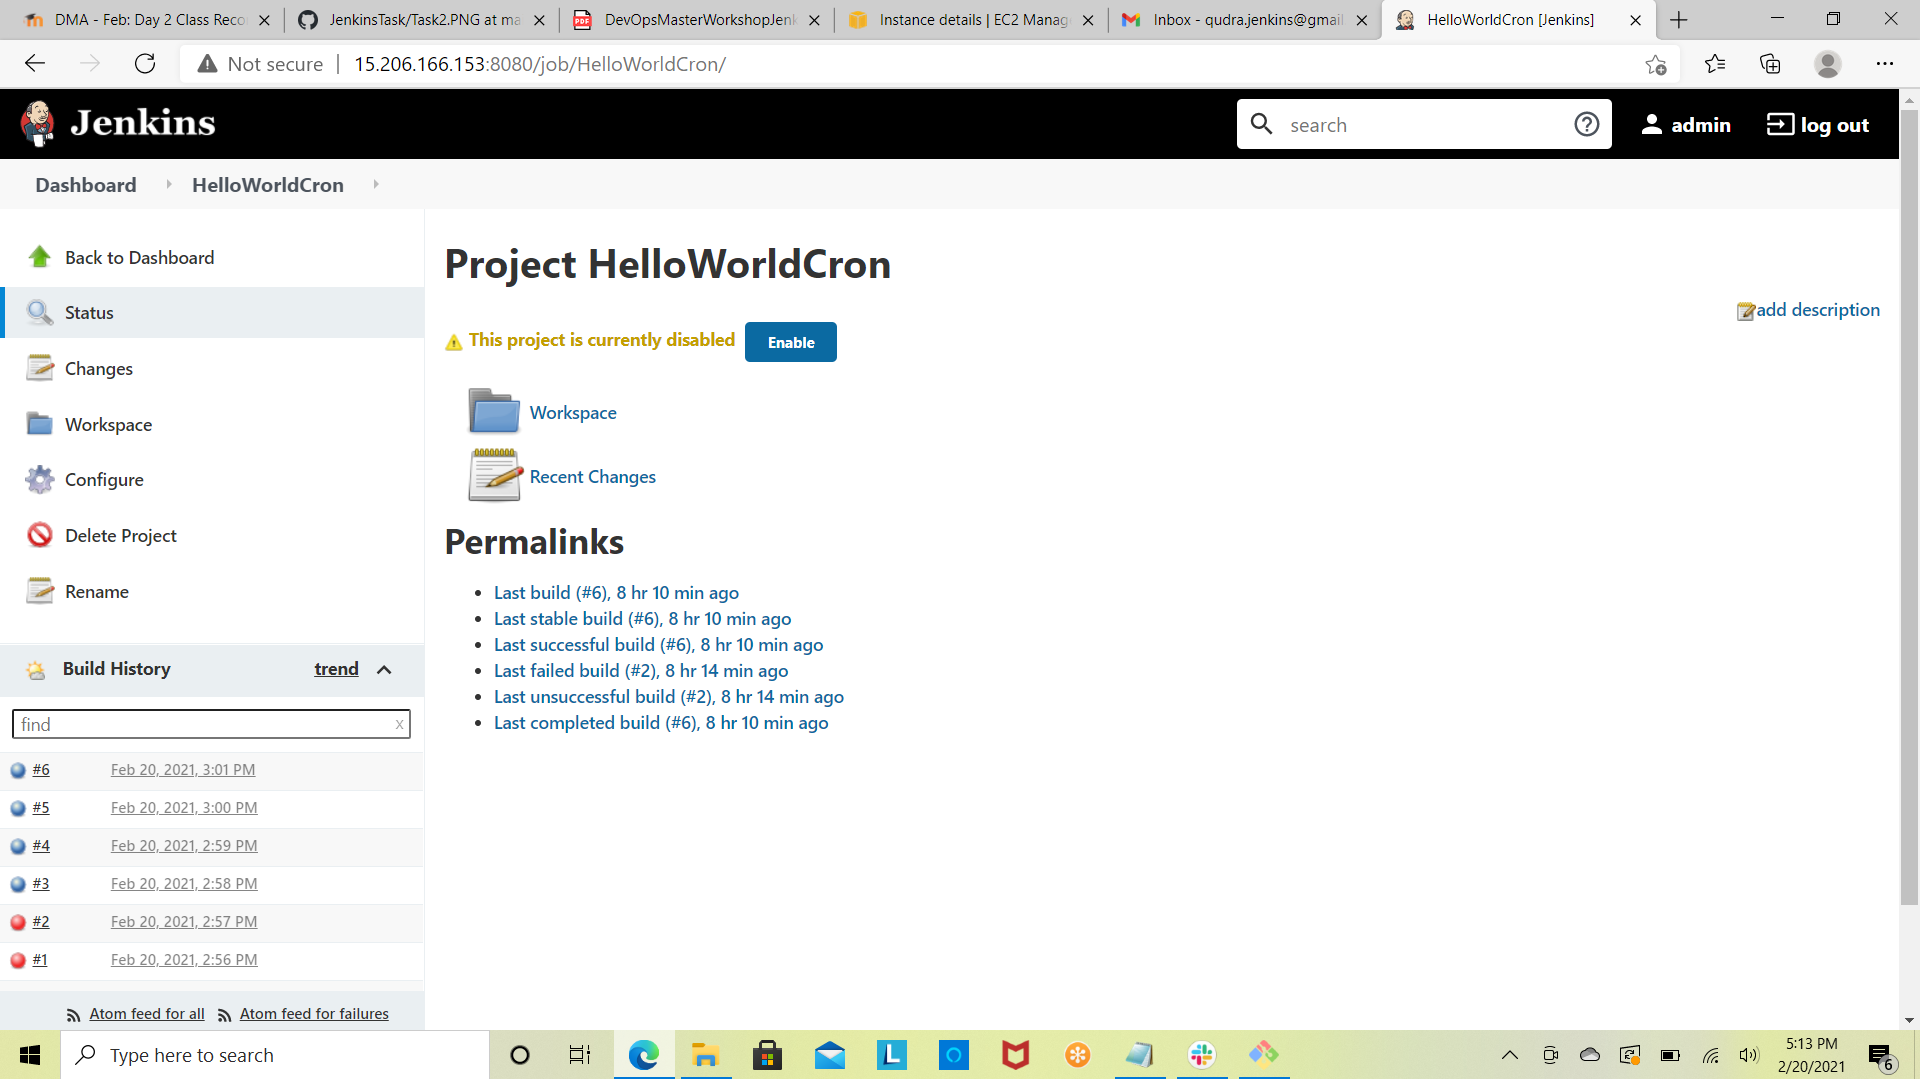 DMA - Feb: Day 2 Class Reco
JenkinsTask/Task2.PNG at ma
DevOpsMasterWorkshopJenk
Instance details | EC2 Manag
Inbox - qudra.jenkins@gmail
HelloWorldCron [Jenkins]
Not secure | 15.206.166.153:8080/job/HelloWorldCron/
Jenkins
search
admin
log out
Dashboard
HelloWorldCron
Back to Dashboard
Status
Changes
Workspace
Configure
Delete Project
Rename
Build History
trend
find
x
#6 Feb 20, 2021, 3:01 PM
#5 Feb 20, 2021, 3:00 PM
#4 Feb 20, 2021, 2:59 PM
#3 Feb 20, 2021, 2:58 PM
#2 Feb 20, 2021, 2:57 PM
#1 Feb 20, 2021, 2:56 PM
Atom feed for all
Atom feed for failures
Project HelloWorldCron
add description
This project is currently disabled
Enable
Workspace
Recent Changes
Permalinks
Last build (#6), 8 hr 10 min ago
Last stable build (#6), 8 hr 10 min ago
Last successful build (#6), 8 hr 10 min ago
Last failed build (#2), 8 hr 14 min ago
Last unsuccessful build (#2), 8 hr 14 min ago
Last completed build (#6), 8 hr 10 min ago
Type here to search
L
5:13 PM
2/20/2021
6